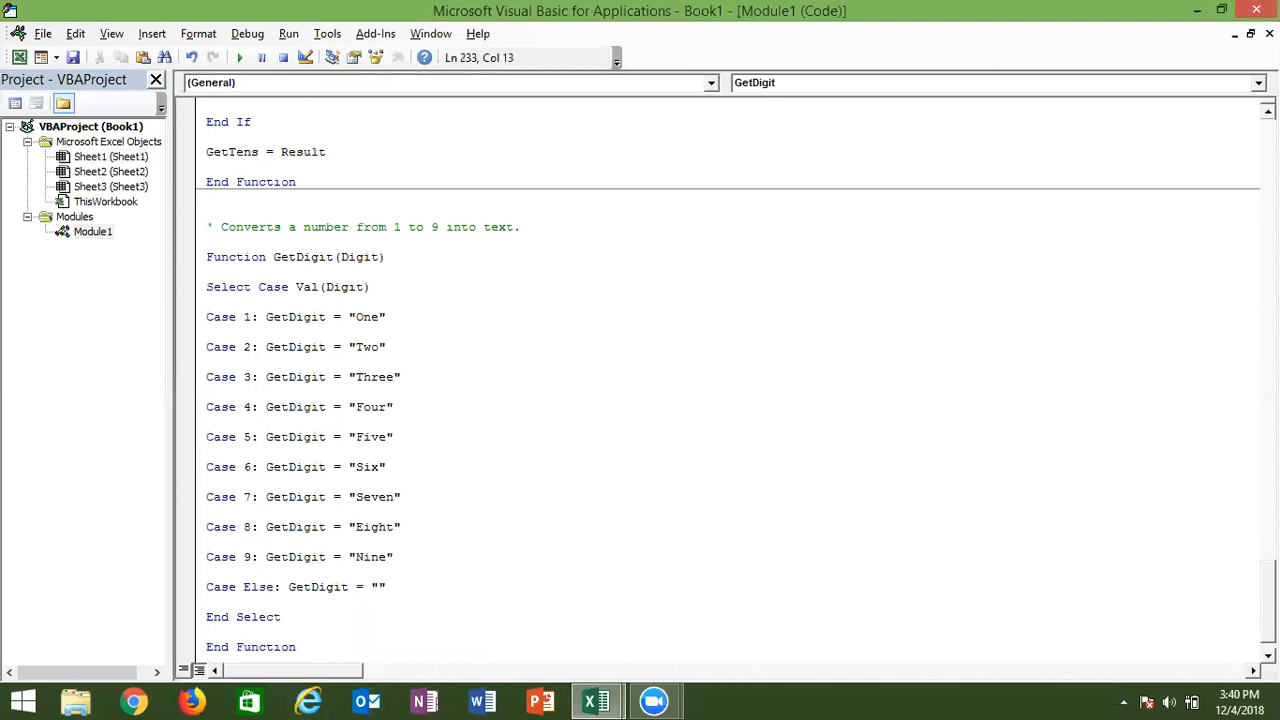 Microsoft Visual Basic for Applications - Book1 - [Module1 (Code)]
File Edit View Insert Format Debug Run Tools Add-Ins Window Help
Ln 233, Col 13
Project - VBAProject
(General)
GetDigit
VBAProject (Book1)
Microsoft Excel Objects
Sheet1 (Sheet1)
Sheet2 (Sheet2)
Sheet3 (Sheet3)
ThisWorkbook
Modules
Module1
End If
GetTens = Result
End Function
' Converts a number from 1 to 9 into text.
Function GetDigit(Digit)
Select Case Val(Digit)
Case 1: GetDigit = "One"
Case 2: GetDigit = "Two"
Case 3: GetDigit = "Three"
Case 4: GetDigit = "Four"
Case 5: GetDigit = "Five"
Case 6: GetDigit = "Six"
Case 7: GetDigit = "Seven"
Case 8: GetDigit = "Eight"
Case 9: GetDigit = "Nine"
Case Else: GetDigit = ""
End Select
End Function
3:40 PM
12/4/2018